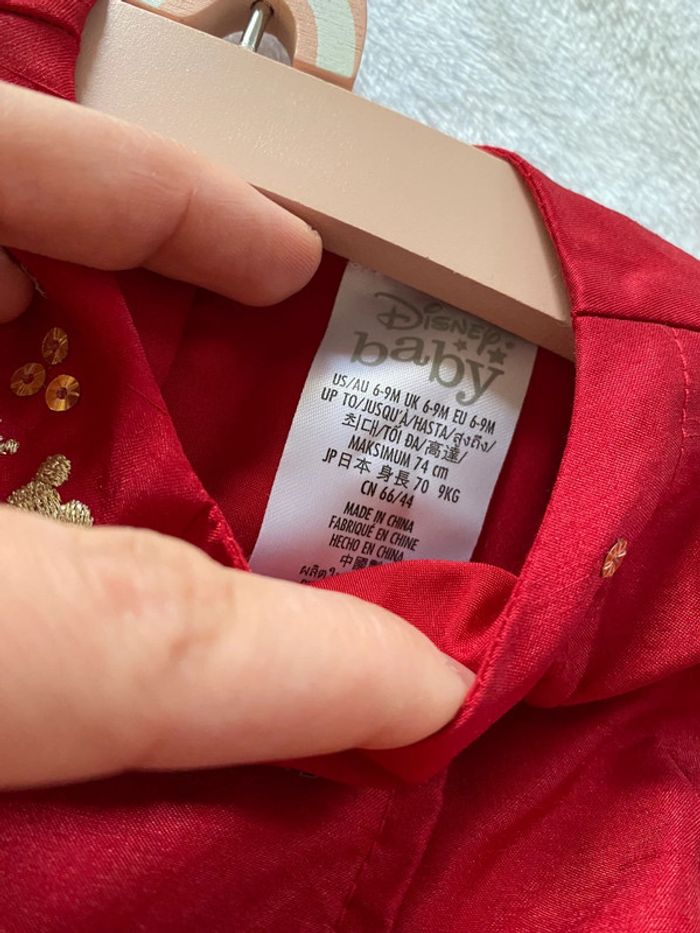 Disney
baby
US/AU 6-9M UK 6-9M EU 6-9M
UP TO/JUSQU'À/HASTA/สูงถึง/
최대/TỐI ĐA/高達/
MAKSIMUM 74 cm
JP日本 身長 70 9KG
CN 66/44
MADE IN CHINA
FABRIQUÉ EN CHINE
HECHO EN CHINA
中國